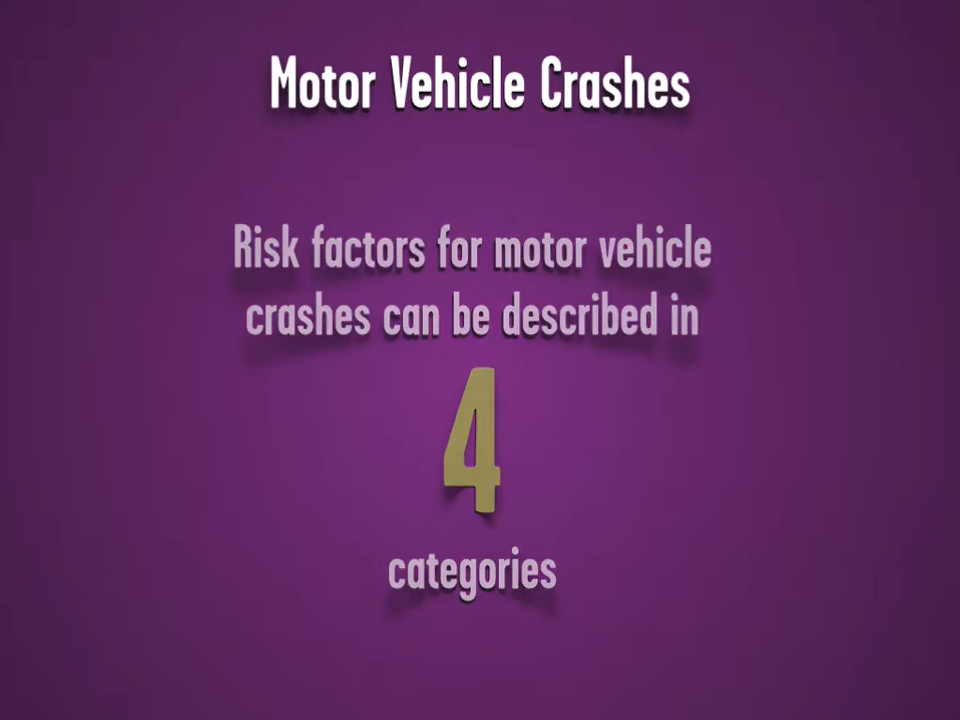 Motor Vehicle Crashes
Risk factors for motor vehicle
crashes can be described in
4
categories